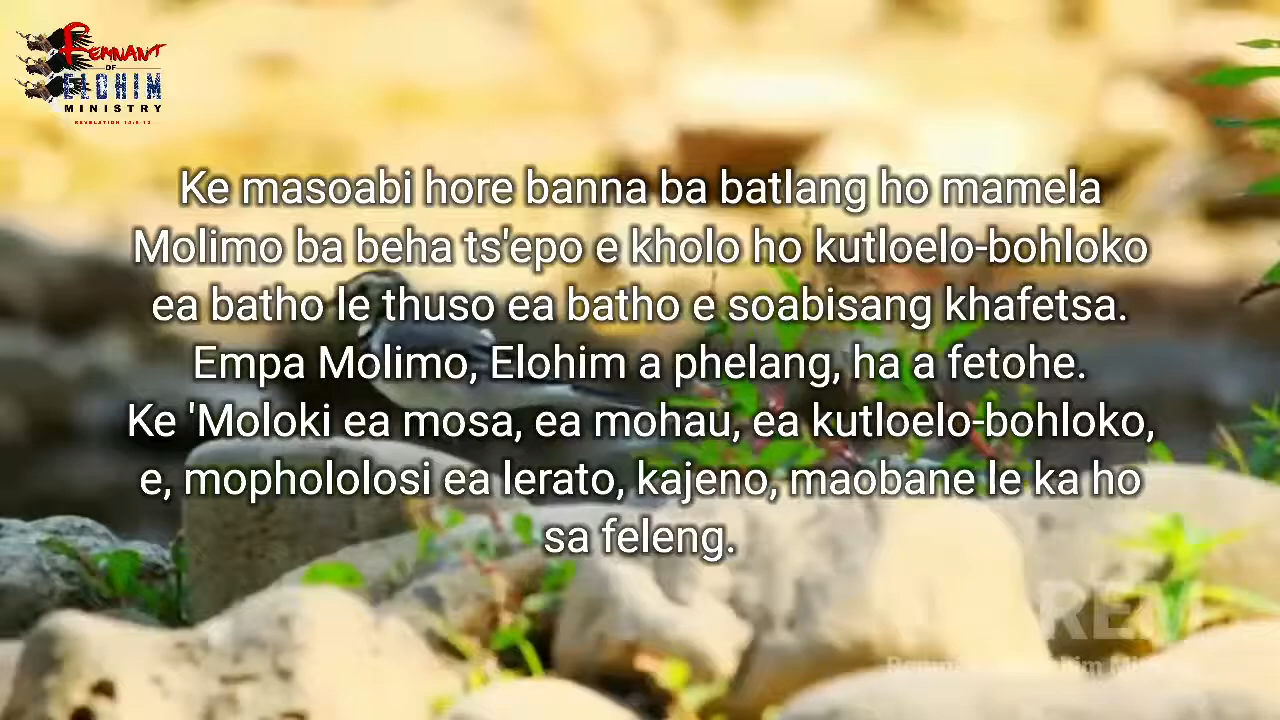 REMNANT
OF
ELOHIM
MINISTRY
Ke masoabi hore banna ba batlang ho mamela
Molimo ba beha ts'epo e kholo ho kutloelo-bohloko
ea batho le thuso ea batho e soabisang khafetsa.
Empa Molimo, Elohim a phelang, ha a fetohe.
Ke 'Moloki ea mosa, ea mohau, ea kutloelo-bohloko,
e, mophololosi ea lerato, kajeno, maobane le ka ho
sa feleng.
REM